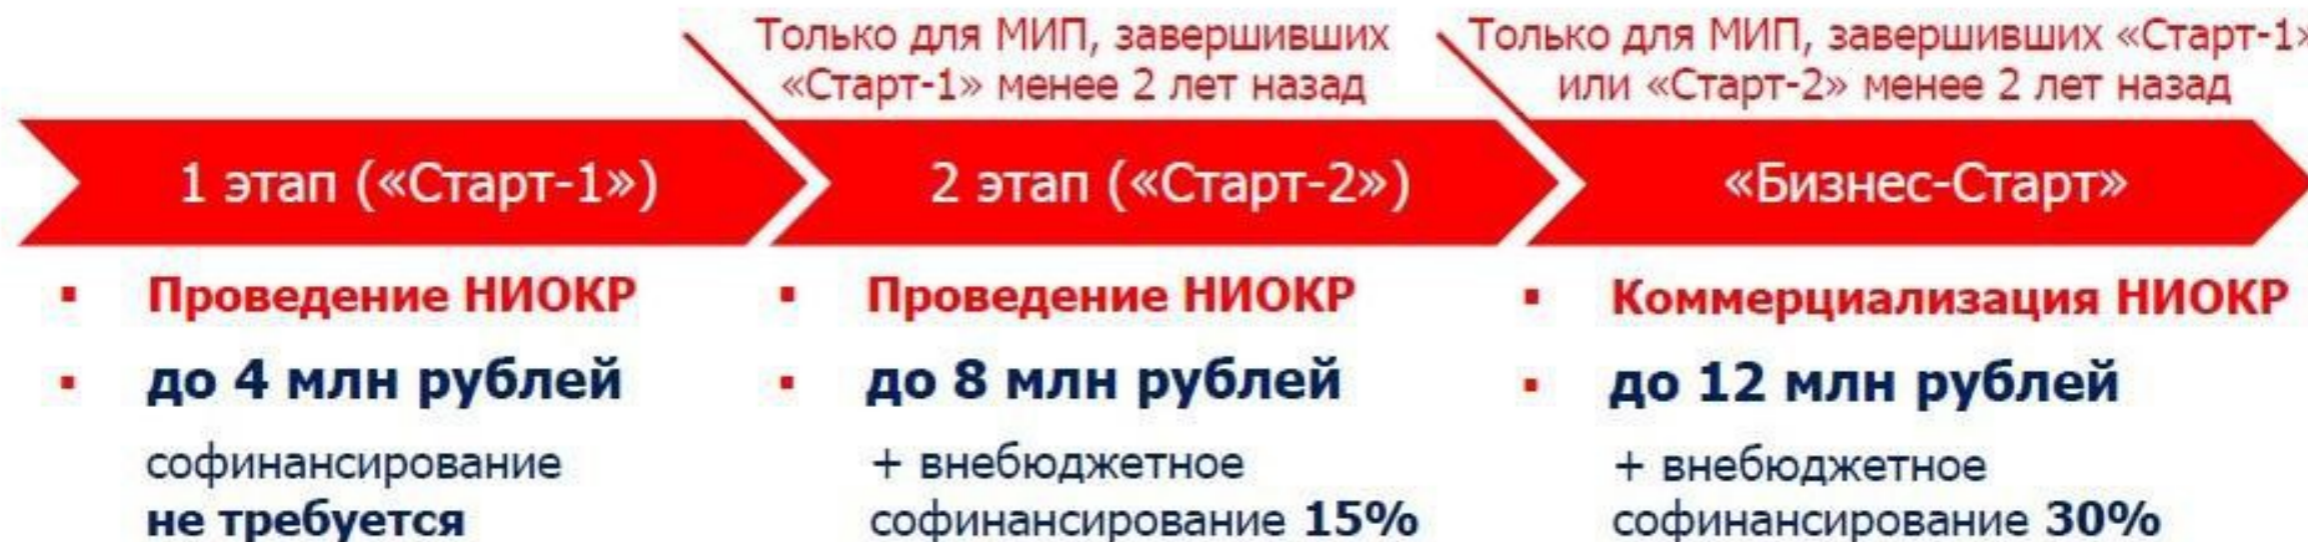 Только для МИП, завершивших
«Старт-1» менее 2 лет назад
Только для МИП, завершивших «Старт-1»
или «Старт-2» менее 2 лет назад
1 этап («Старт-1»)
2 этап («Старт-2»)
«Бизнес-Старт»
▪ Проведение НИОКР
▪ до 4 млн рублей
софинансирование
не требуется
▪ Проведение НИОКР
▪ до 8 млн рублей
+ внебюджетное
софинансирование 15%
▪ Коммерциализация НИОКР
▪ до 12 млн рублей
+ внебюджетное
софинансирование 30%